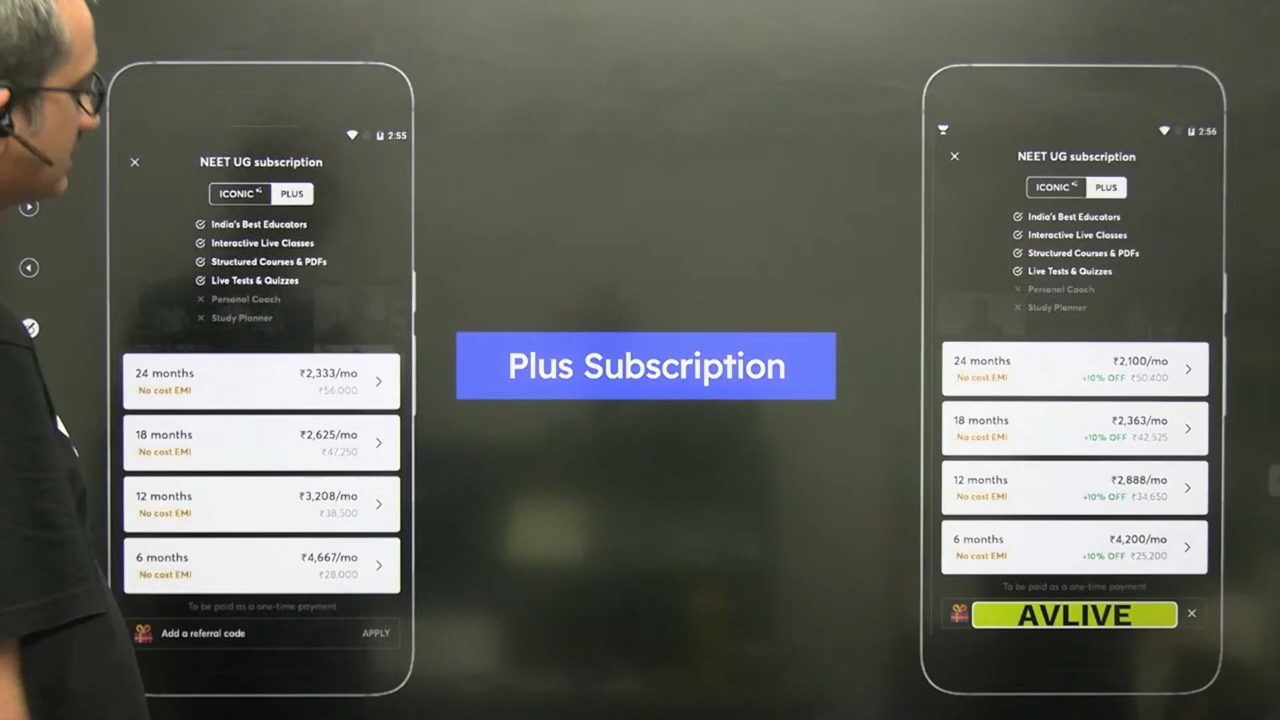 2:55
NEET UG subscription
ICONIC
PLUS
India's Best Educators
Interactive Live Classes
Structured Courses & PDFs
Live Tests & Quizzes
Personal Coach
Study Planner
24 months ₹2,333/mo
No cost EMI ₹56,000
18 months ₹2,625/mo
No cost EMI ₹47,250
12 months ₹3,208/mo
No cost EMI ₹38,500
6 months ₹4,667/mo
No cost EMI ₹28,000
To be paid as a one-time payment
Add a referral code APPLY
Plus Subscription
2:56
NEET UG subscription
ICONIC
PLUS
India's Best Educators
Interactive Live Classes
Structured Courses & PDFs
Live Tests & Quizzes
Personal Coach
Study Planner
24 months ₹2,100/mo
No cost EMI +10% OFF ₹50,400
18 months ₹2,363/mo
No cost EMI +10% OFF ₹42,525
12 months ₹2,888/mo
No cost EMI +10% OFF ₹34,650
6 months ₹4,200/mo
No cost EMI +10% OFF ₹25,200
To be paid as a one-time payment
AVLIVE